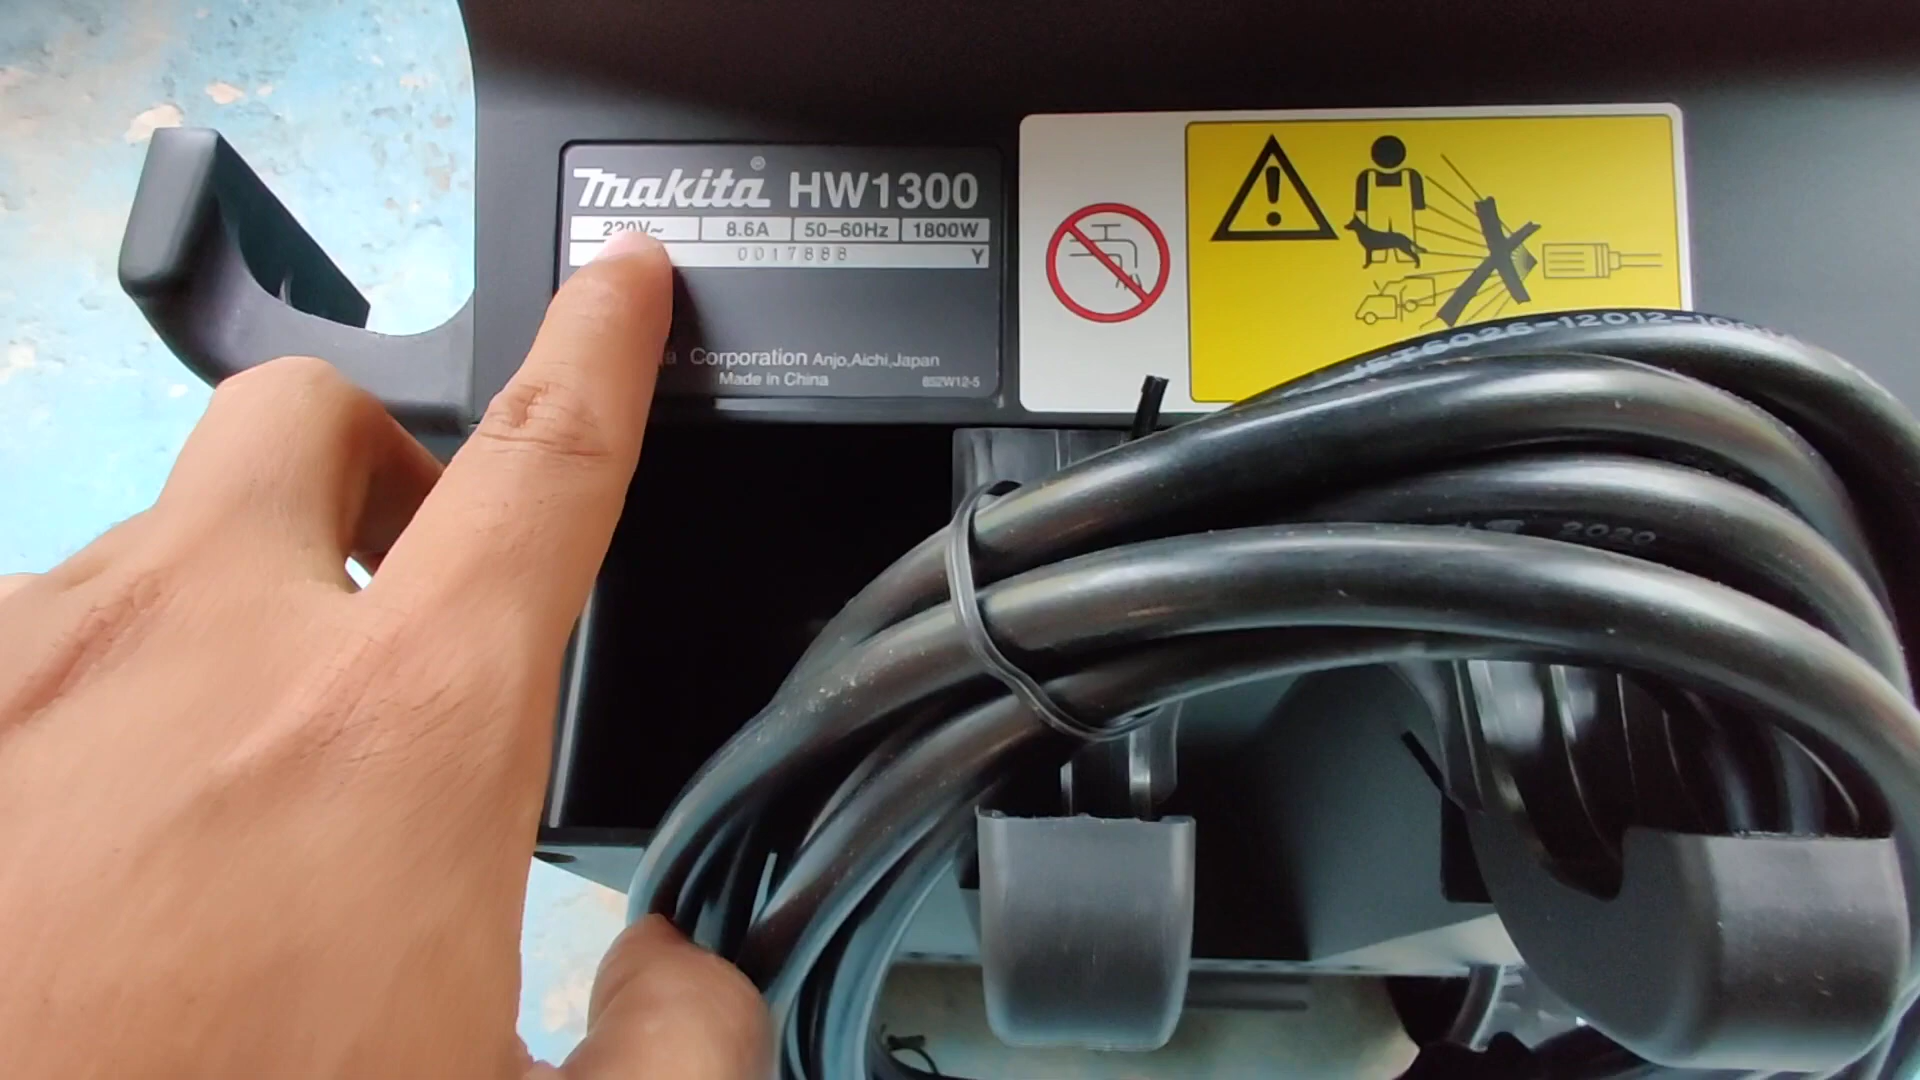 makita® HW1300
220V~ 8.6A 50–60Hz 1800W
0017888 Y
Corporation Anjo,Aichi,Japan
Made in China 852W12-5
2020